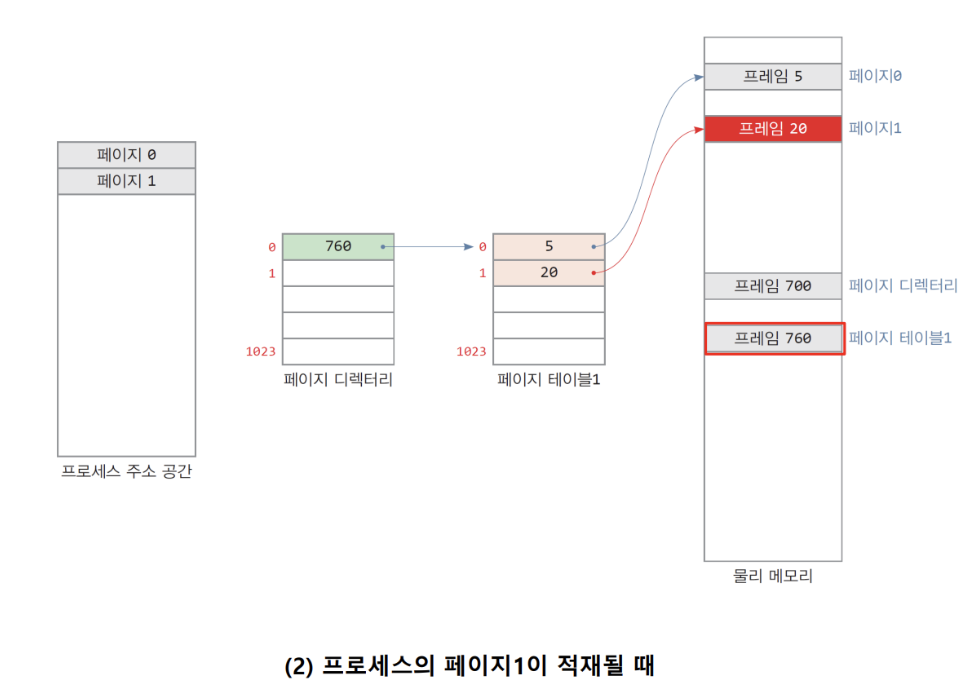 프레임 5 페이지0
프레임 20 페이지1
페이지 0
페이지 1
0 760 0 5
1 1 20
프레임 700 페이지 디렉터리
프레임 760 페이지 테이블1
1023 1023
페이지 디렉터리 페이지 테이블1
프로세스 주소 공간
물리 메모리
(2) 프로세스의 페이지1이 적재될 때